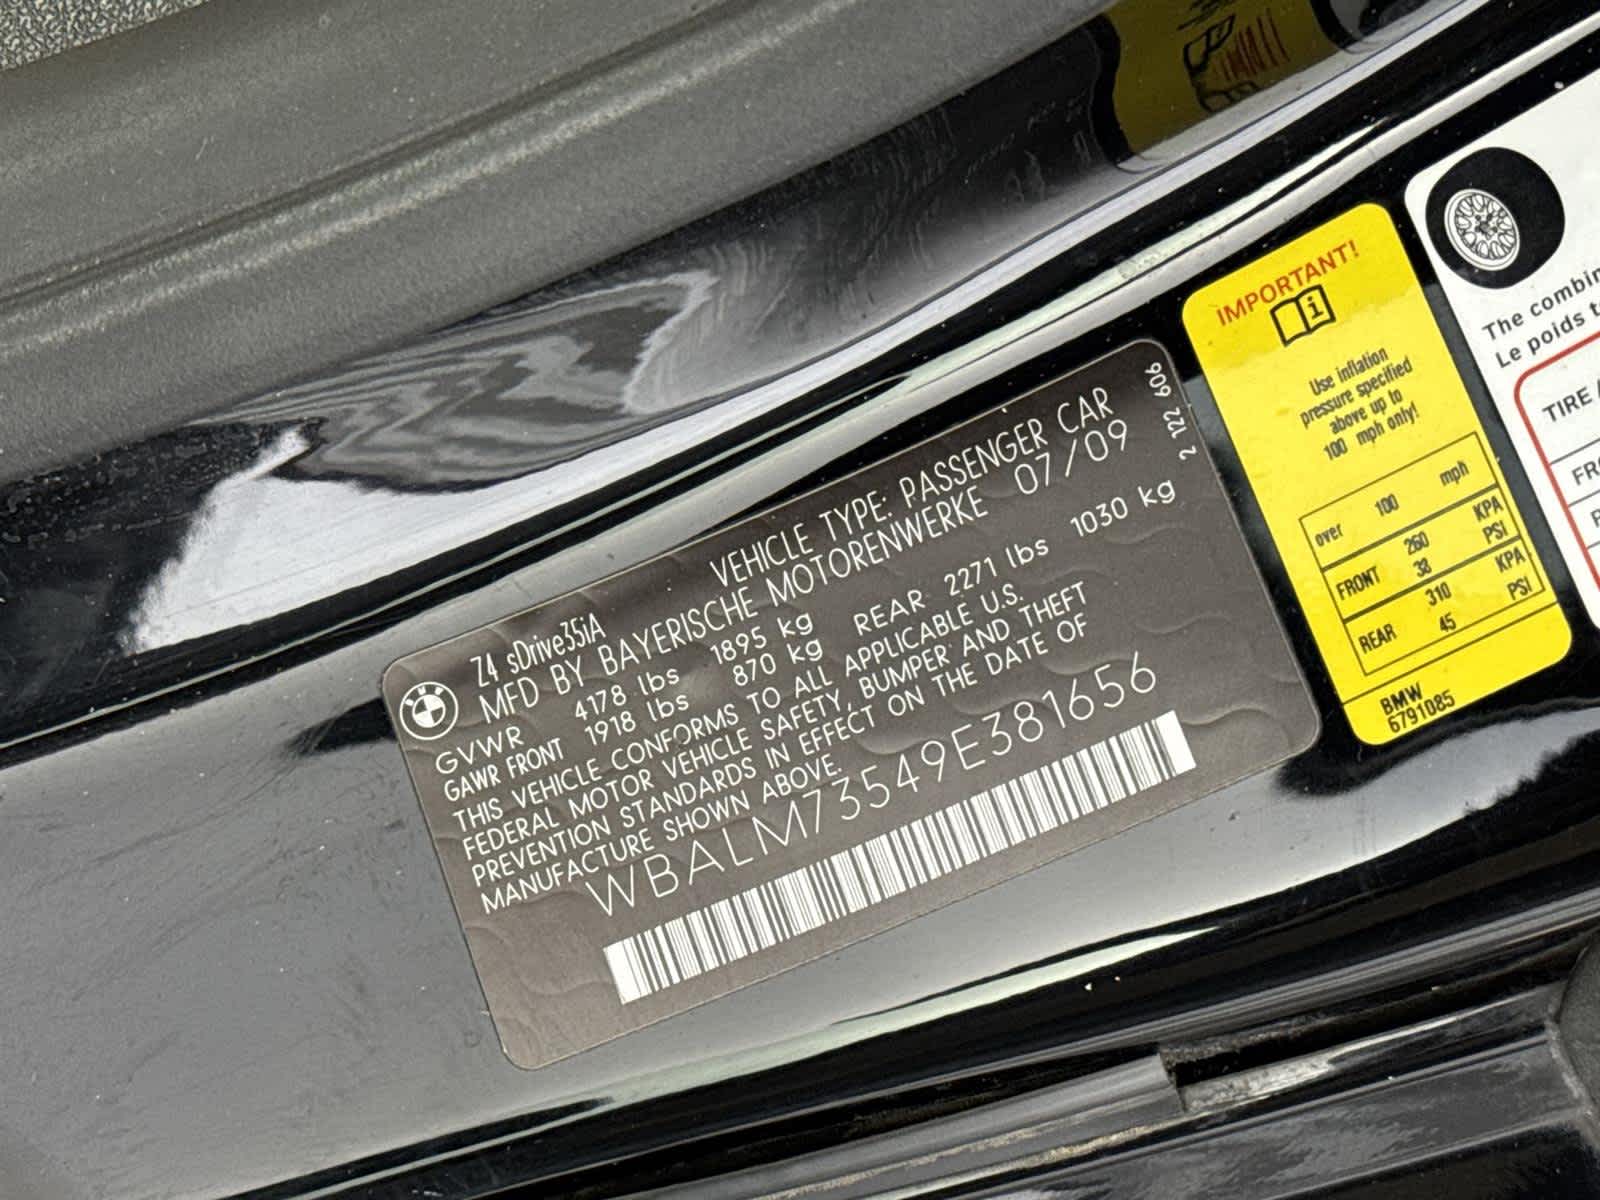 Z4 sDrive35iA VEHICLE TYPE: PASSENGER CAR
MFD BY BAYERISCHE MOTORENWERKE 07/09
GVWR 4178 lbs 1895 kg
GAWR FRONT 1918 lbs 870 kg REAR 2271 lbs 1030 kg
THIS VEHICLE CONFORMS TO ALL APPLICABLE U.S.
FEDERAL MOTOR VEHICLE SAFETY, BUMPER AND THEFT
PREVENTION STANDARDS IN EFFECT ON THE DATE OF
MANUFACTURE SHOWN ABOVE.
WBALM73549E381656
2 122 606
IMPORTANT!
i
Use inflation
pressure specified
above up to
100 mph only!
over 100 mph
FRONT 260 KPA
38 PSI
REAR 310 KPA
45 PSI
BMW
6791085
The combin
Le poids t
TIRE
FR